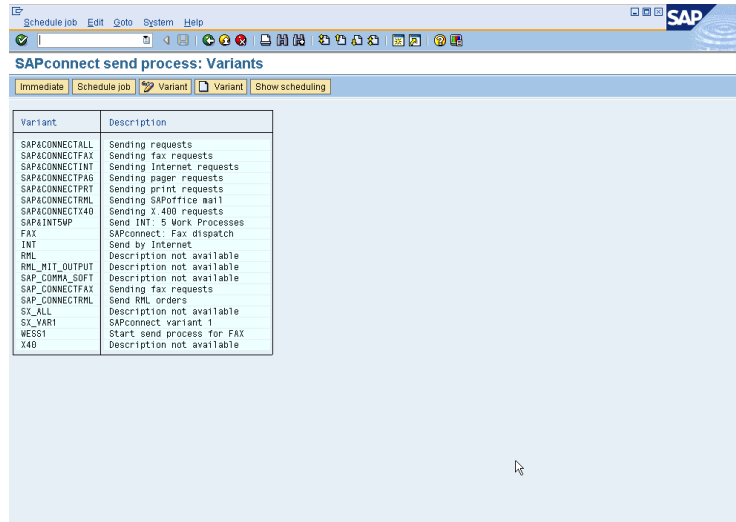 Schedule job Edit Goto System Help
SAP
SAPconnect send process: Variants
Immediate Schedule job Variant Variant Show scheduling
Variant Description
SAP&CONNECTALL Sending requests
SAP&CONNECTFAX Sending fax requests
SAP&CONNECTINT Sending Internet requests
SAP&CONNECTPAG Sending pager requests
SAP&CONNECTPRT Sending print requests
SAP&CONNECTRML Sending SAPoffice mail
SAP&CONNECTX40 Sending X.400 requests
SAP&INT5WP Send INT: 5 Work Processes
FAX SAPconnect: Fax dispatch
INT Send by Internet
RML Description not available
RML_MIT_OUTPUT Description not available
SAP_COMMA_SOFT Description not available
SAP_CONNECTFAX Sending fax requests
SAP_CONNECTRML Send RML orders
SX_ALL Description not available
SX_VAR1 SAPconnect variant 1
WESS1 Start send process for FAX
X40 Description not available